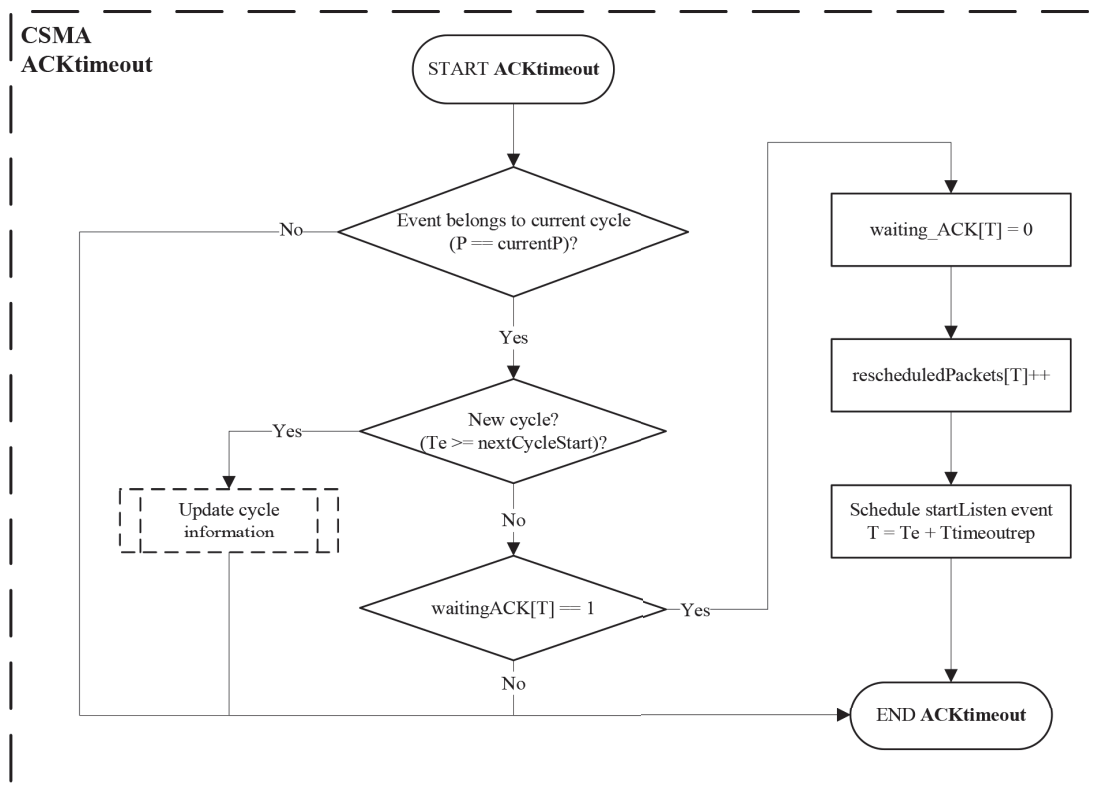 CSMA
ACKtimeout
START ACKtimeout
Event belongs to current cycle
(P == currentP)?
No
Yes
New cycle?
(Te >= nextCycleStart)?
Yes
Update cycle
information
No
waitingACK[T] == 1
Yes
No
waiting_ACK[T] = 0
rescheduledPackets[T]++
Schedule startListen event
T = Te + Ttimeoutrep
END ACKtimeout